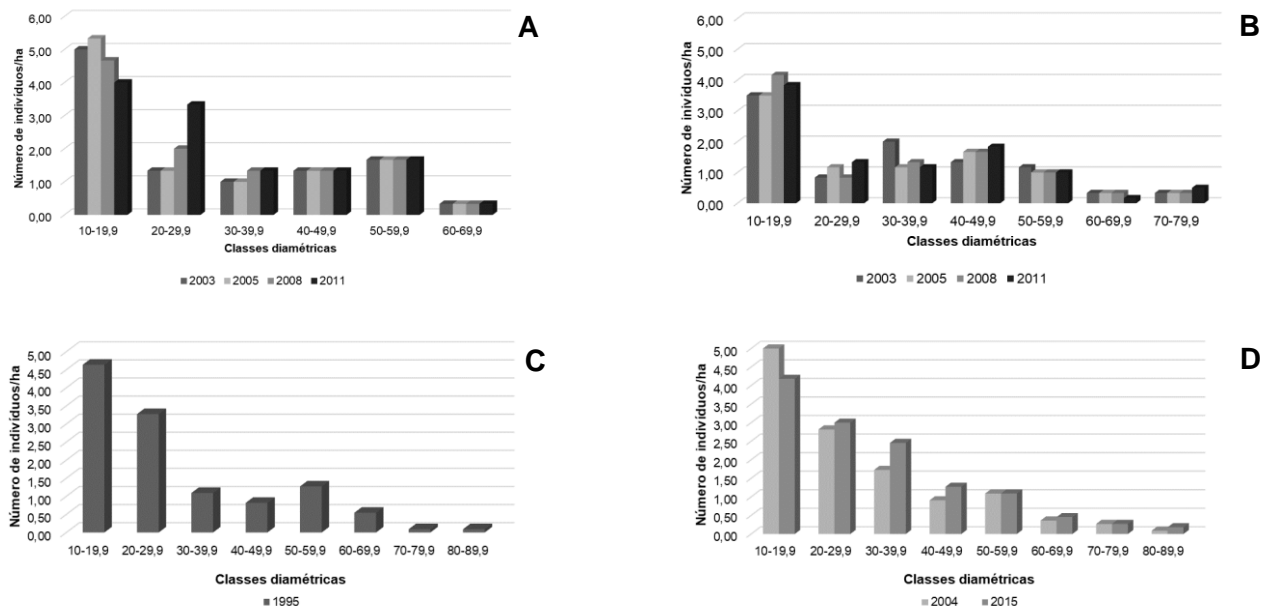 A
Número de indivíduos/ha
6,00
5,00
4,00
3,00
2,00
1,00
0,00
10-19,9 20-29,9 30-39,9 40-49,9 50-59,9 60-69,9
Classes diamétricas
2003 2005 2008 2011
B
Número de inivíduos/ha
6,00
5,00
4,00
3,00
2,00
1,00
0,00
10-19,9 20-29,9 30-39,9 40-49,9 50-59,9 60-69,9 70-79,9
Classes diamétricas
2003 2005 2008 2011
C
Número de indivíduos/ha
5,00
4,50
4,00
3,50
3,00
2,50
2,00
1,50
1,00
0,50
0,00
10-19,9 20-29,9 30-39,9 40-49,9 50-59,9 60-69,9 70-79,9 80-89,9
Classes diamétricas
1995
D
Número de indivíduos/ha
5,00
4,50
4,00
3,50
3,00
2,50
2,00
1,50
1,00
0,50
0,00
10-19,9 20-29,9 30-39,9 40-49,9 50-59,9 60-69,9 70-79,9 80-89,9
Classes diamétricas
2004 2015